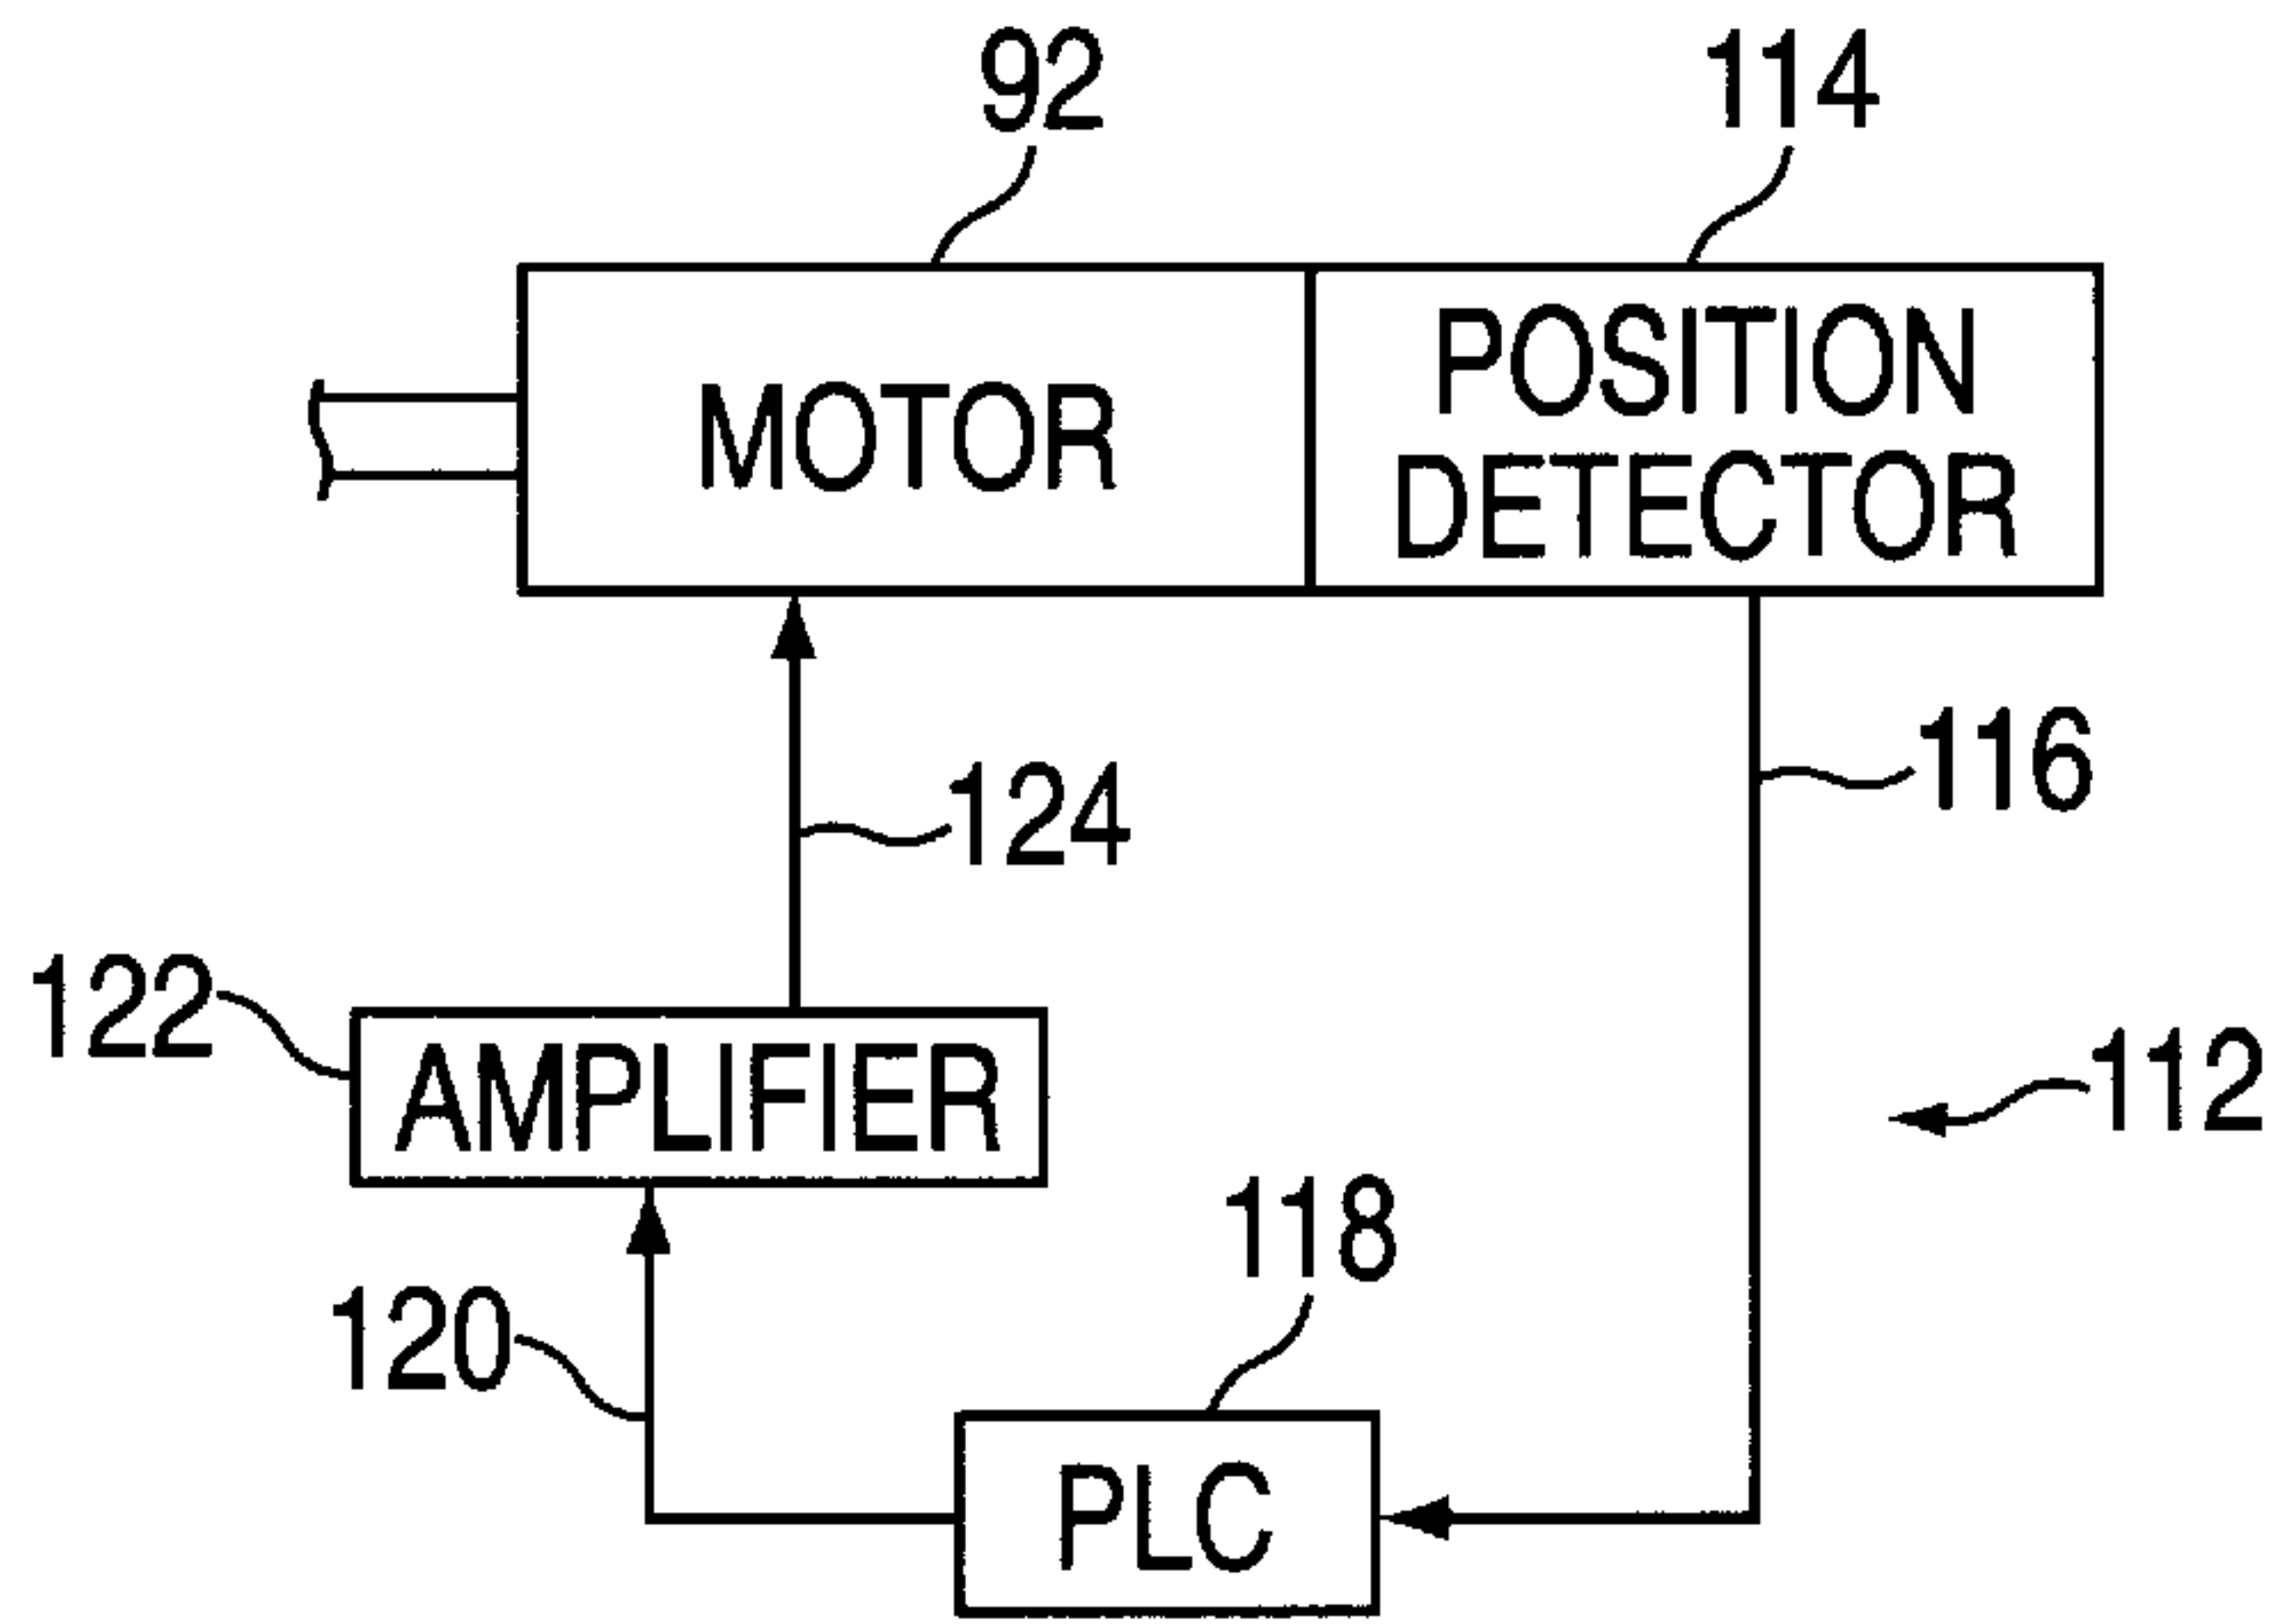 92
114
MOTOR
POSITION
DETECTOR
116
124
122
AMPLIFIER
112
118
120
PLC